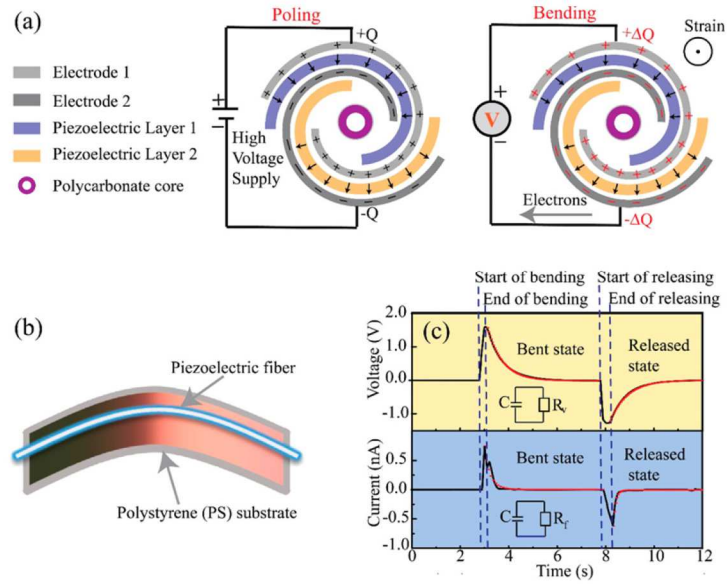 (a)
Poling
Bending
+Q
+ΔQ
Strain
Electrode 1
Electrode 2
Piezoelectric Layer 1
Piezoelectric Layer 2
Polycarbonate core
+
−
High
Voltage
Supply
-Q
+
V
−
Electrons
-ΔQ
(b)
Piezoelectric fiber
Polystyrene (PS) substrate
Start of bending
End of bending
Start of releasing
End of releasing
(c)
Voltage (V)
2.0
1.0
0.0
-1.0
Bent state
Released
state
C
Rv
Current (nA)
0.5
0.0
-0.5
-1.0
Bent state
Released
state
C
Rf
0 2 4 6 8 10 12
Time (s)